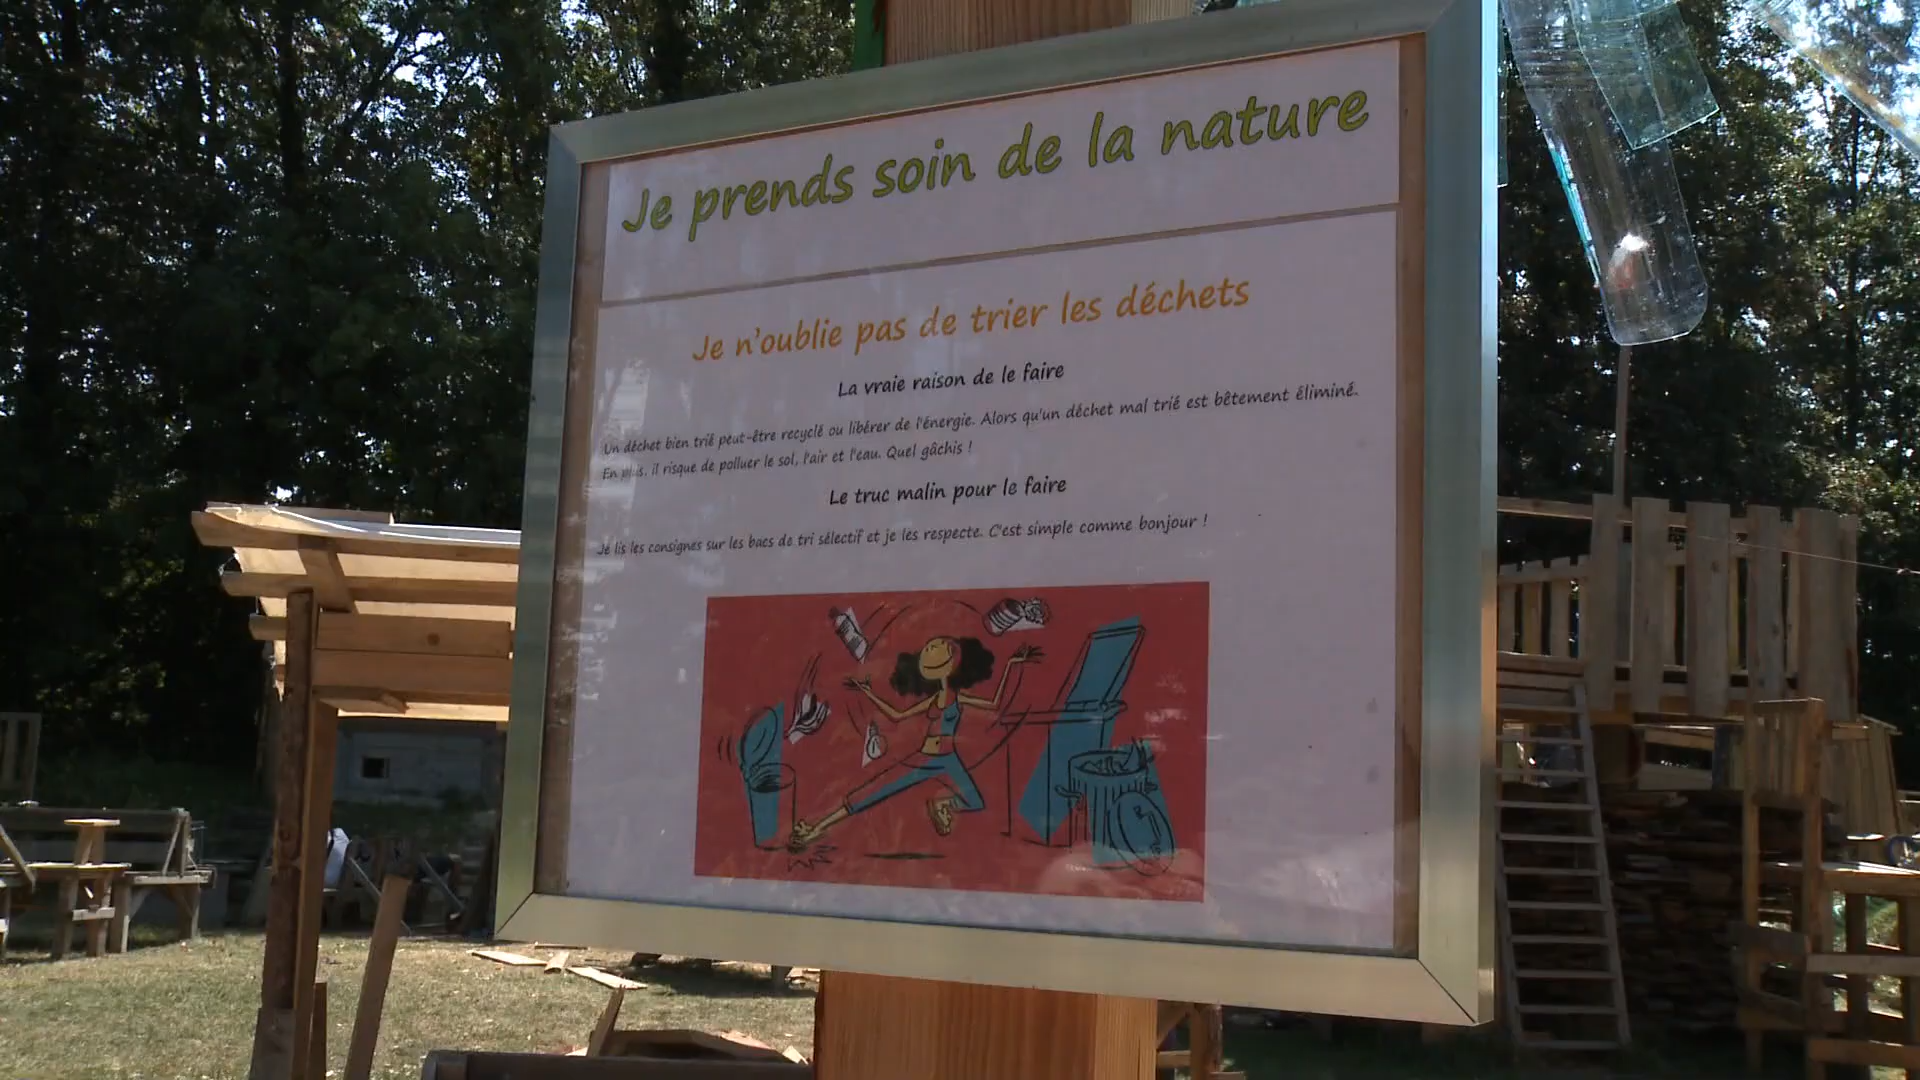 Je prends soin de la nature
Je n'oublie pas de trier les déchets
La vraie raison de le faire
Un déchet bien trié peut-être recyclé ou libérer de l'énergie. Alors qu'un déchet mal trié est bêtement éliminé.
En plus, il risque de polluer le sol, l'air et l'eau. Quel gâchis !
Le truc malin pour le faire
Je lis les consignes sur les bacs de tri sélectif et je les respecte. C'est simple comme bonjour !